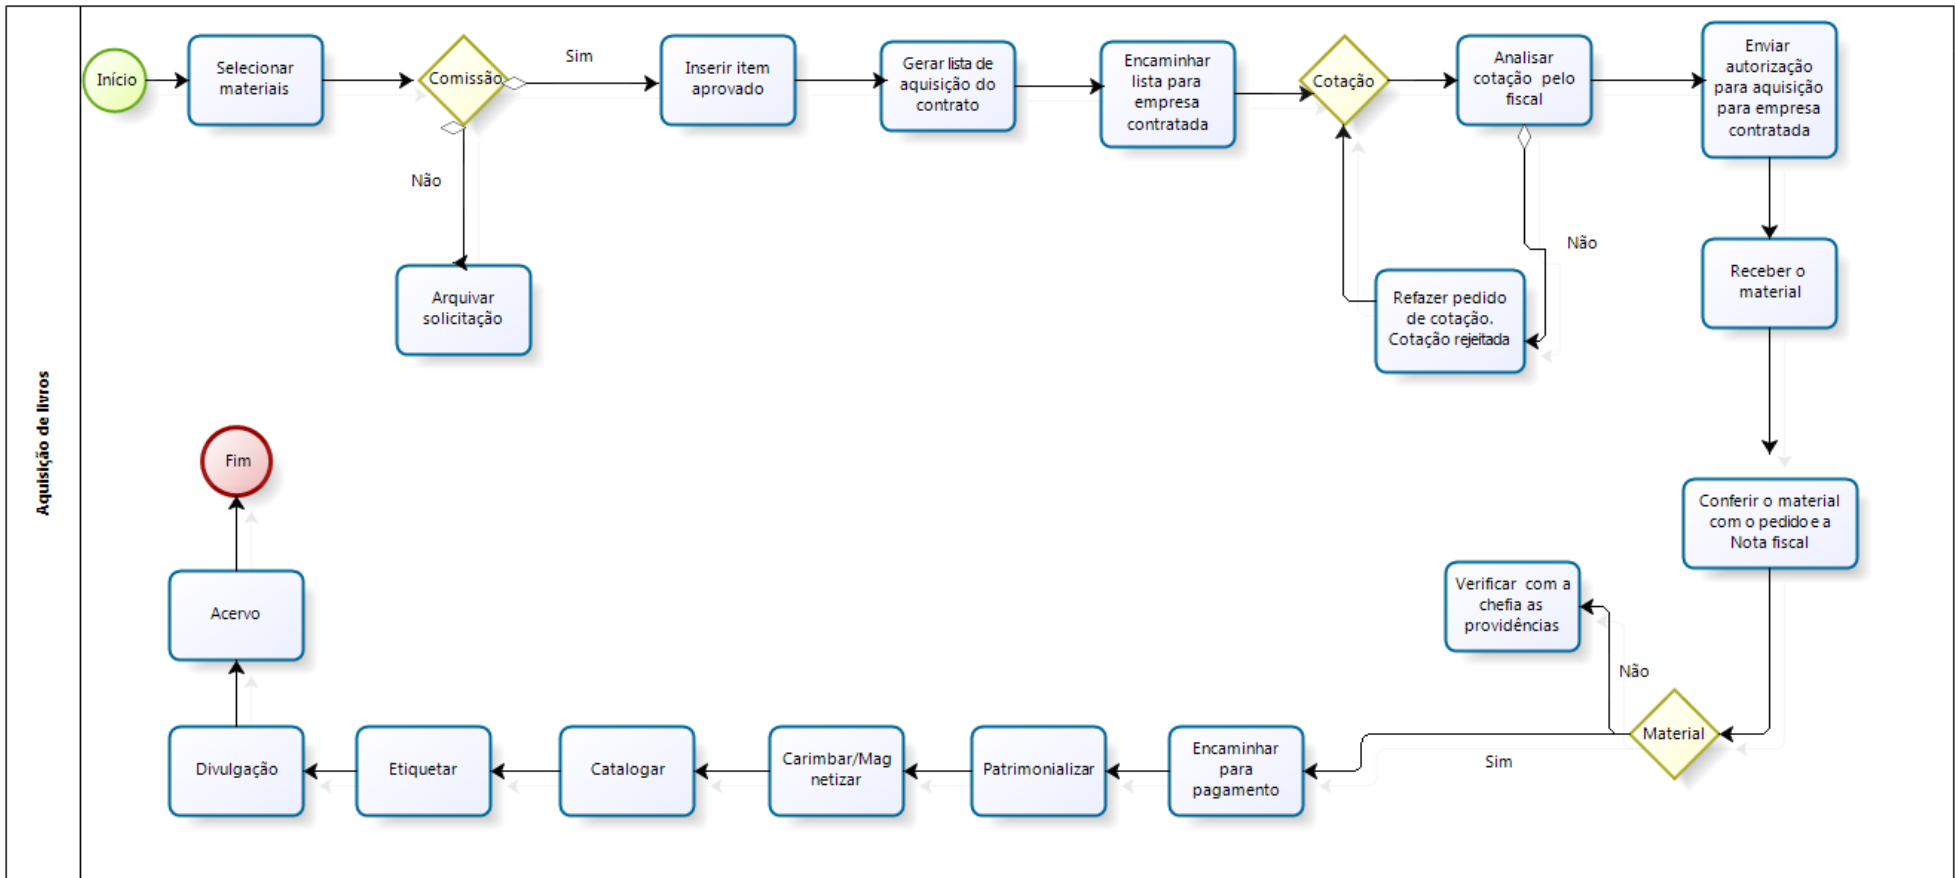 Aquisição de livros
Início
Selecionar
materiais
Comissão
Sim
Não
Arquivar
solicitação
Inserir item
aprovado
Gerar lista de
aquisição do
contrato
Encaminhar
lista para
empresa
contratada
Cotação
Analisar
cotação pelo
fiscal
Não
Refazer pedido
de cotação.
Cotação rejeitada
Enviar
autorização
para aquisição
para empresa
contratada
Receber o
material
Conferir o material
com o pedido e a
Nota fiscal
Material
Não
Verificar com a
chefia as
providências
Sim
Encaminhar
para
pagamento
Patrimonializar
Carimbar/Mag
netizar
Catalogar
Etiquetar
Divulgação
Acervo
Fim